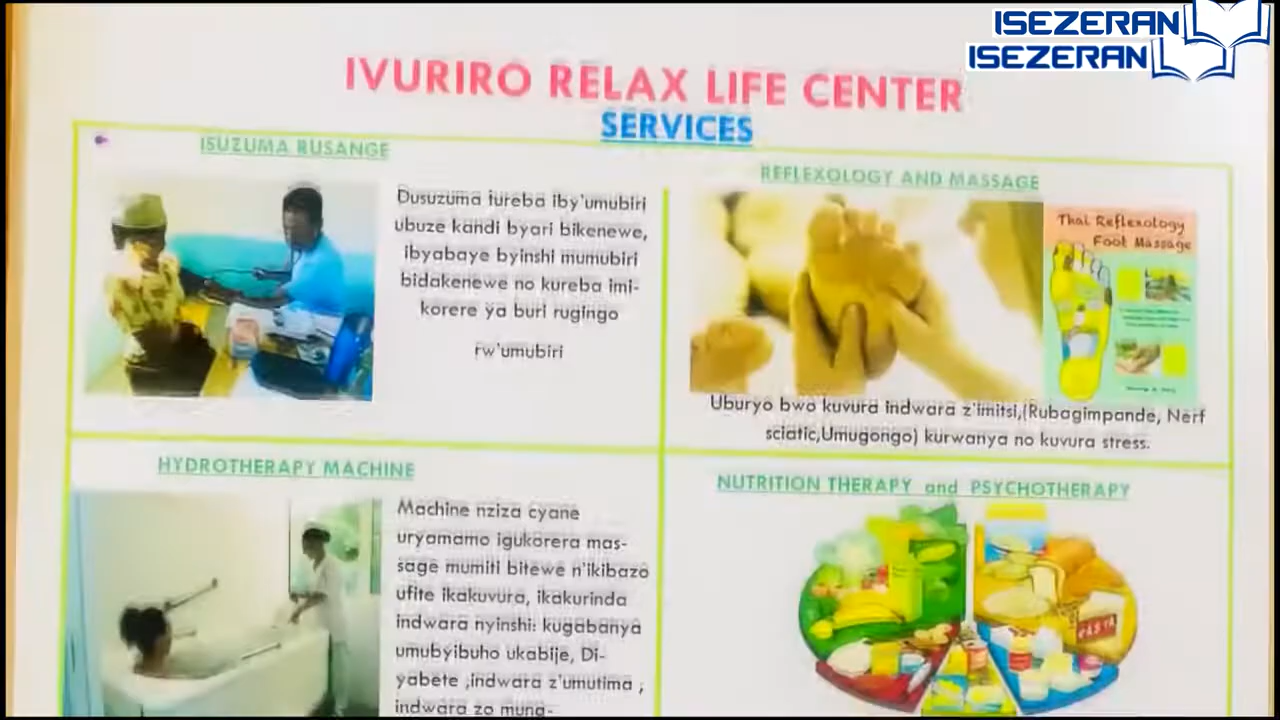 ISEZERAN
ISEZERAN
IVURIRO RELAX LIFE CENTER
SERVICES
ISUZUMA RUSANGE
Dusuzuma tureba iby'umubiri
ubuze kandi byari bikenewe,
ibyabaye byinshi mumubiri
bidakenewe no kureba imi-
korere ya buri rugingo
rw'umubiri
REFLEXOLOGY AND MASSAGE
Thai Reflexology
Foot Massage
Uburyo bwo kuvura indwara z'imitsi,(Rubagimpande, Nerf
sciatic,Umugongo) kurwanya no kuvura stress.
HYDROTHERAPY MACHINE
Machine nziza cyane
uryamamo igukorera mas-
sage mumiti bitewe n'ikibazo
ufite ikakuvura, ikakurinda
indwara nyinshi: kugabanya
umubyibuho ukabije, Di-
yabete ,indwara z'umutima ,
indwara zo muna-
NUTRITION THERAPY and PSYCHOTHERAPY
PASTA